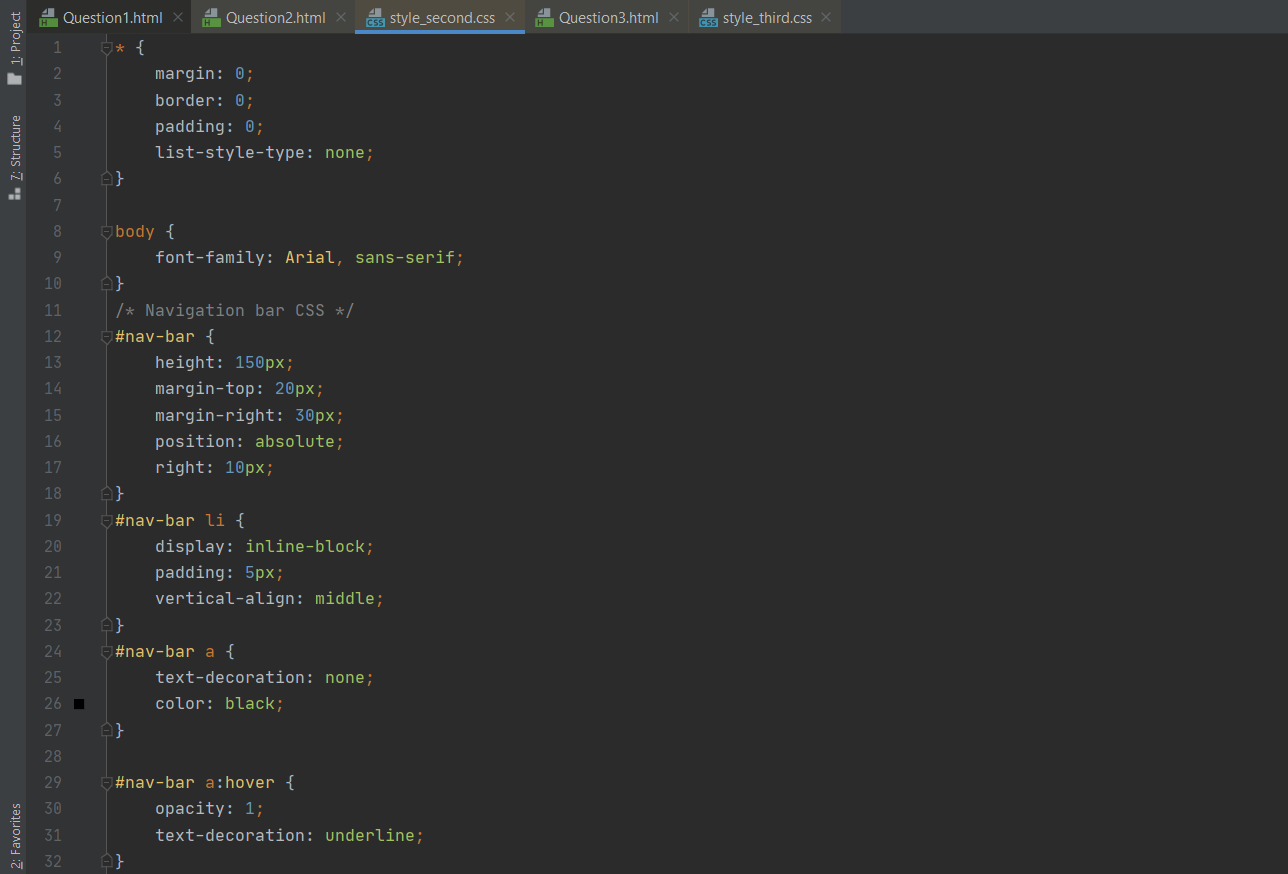 Question1.html
Question2.html
style_second.css
Question3.html
style_third.css
1: Project
7: Structure
2: Favorites
1 * {
2     margin: 0;
3     border: 0;
4     padding: 0;
5     list-style-type: none;
6 }
7
8 body {
9     font-family: Arial, sans-serif;
10 }
11 /* Navigation bar CSS */
12 #nav-bar {
13     height: 150px;
14     margin-top: 20px;
15     margin-right: 30px;
16     position: absolute;
17     right: 10px;
18 }
19 #nav-bar li {
20     display: inline-block;
21     padding: 5px;
22     vertical-align: middle;
23 }
24 #nav-bar a {
25     text-decoration: none;
26     color: black;
27 }
28
29 #nav-bar a:hover {
30     opacity: 1;
31     text-decoration: underline;
32 }